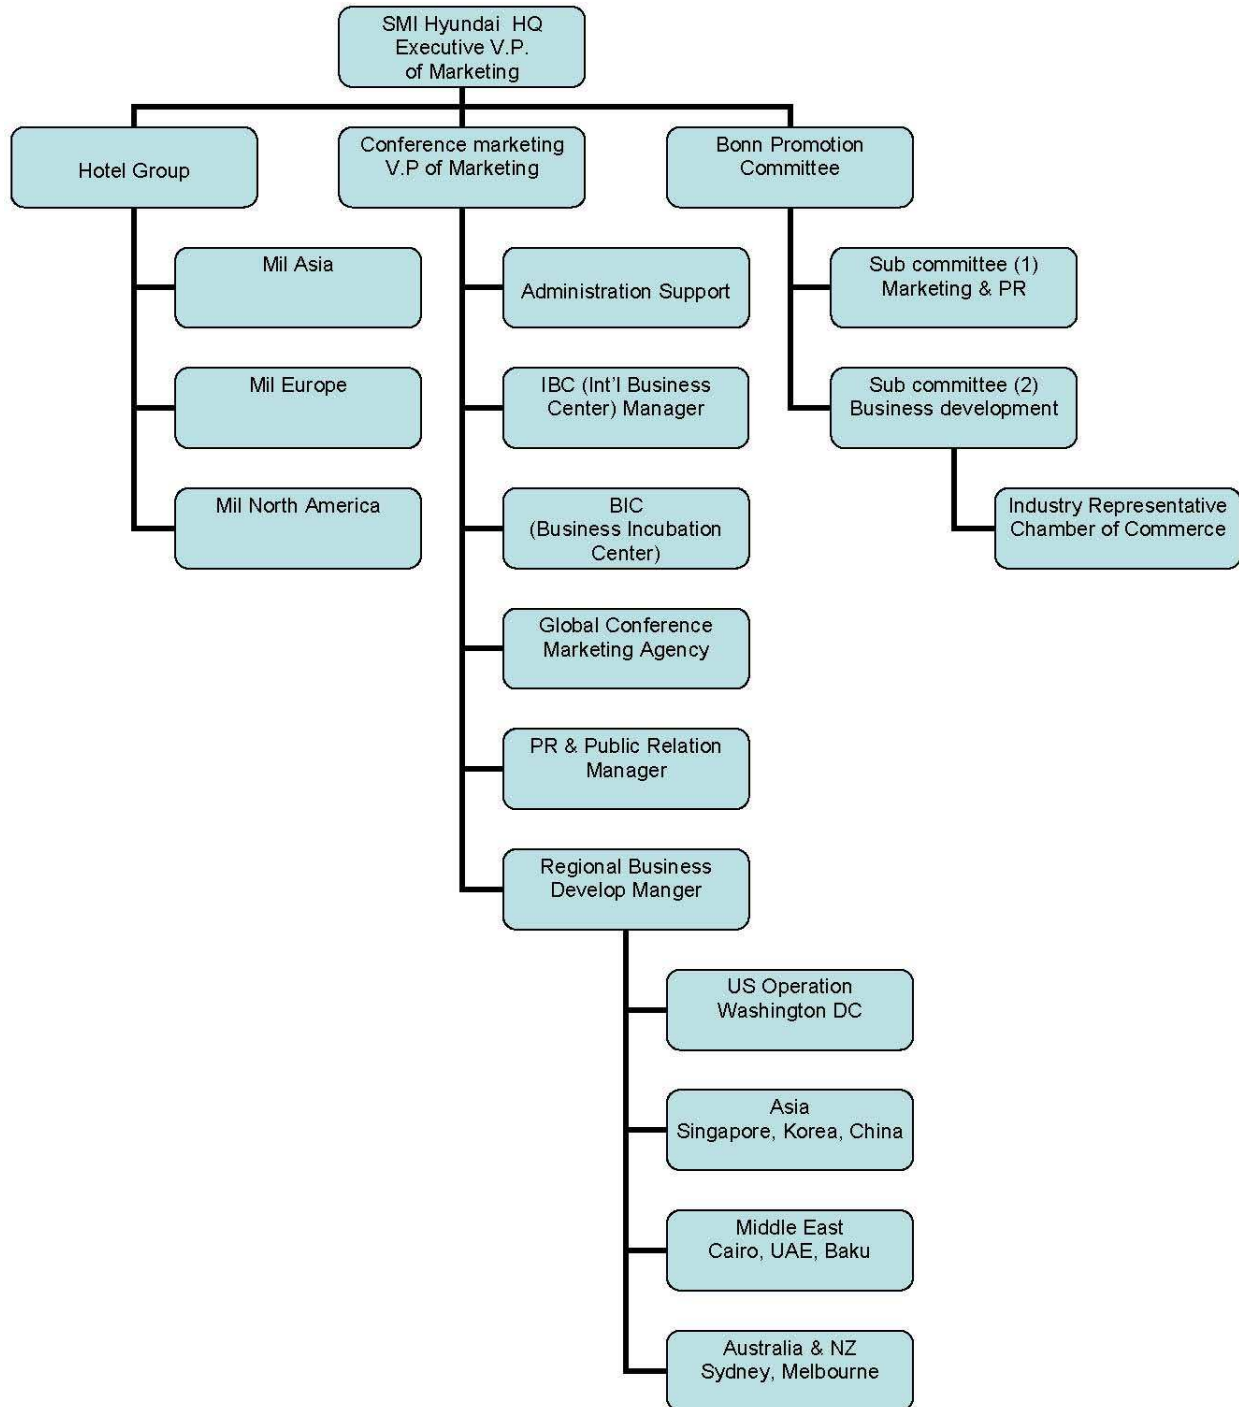 SMI Hyundai HQ
Executive V.P.
of Marketing
Hotel Group
Conference marketing
V.P of Marketing
Bonn Promotion
Committee
Mil Asia
Mil Europe
Mil North America
Administration Support
IBC (Int'l Business
Center) Manager
BIC
(Business Incubation
Center)
Global Conference
Marketing Agency
PR & Public Relation
Manager
Regional Business
Develop Manger
US Operation
Washington DC
Asia
Singapore, Korea, China
Middle East
Cairo, UAE, Baku
Australia & NZ
Sydney, Melbourne
Sub committee (1)
Marketing & PR
Sub committee (2)
Business development
Industry Representative
Chamber of Commerce